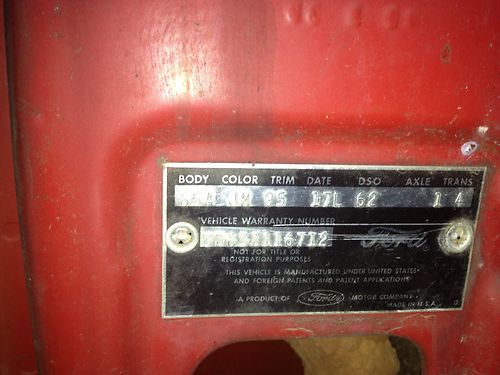 BODY COLOR TRIM DATE DSO AXLE TRANS
95 17L 62 1 4
VEHICLE WARRANTY NUMBER
Ford
NOT FOR TITLE OR
REGISTRATION PURPOSES
THIS VEHICLE IS MANUFACTURED UNDER UNITED STATES
AND FOREIGN PATENTS AND PATENT APPLICATIONS
A PRODUCT OF Ford MOTOR COMPANY
MADE IN U.S.A.